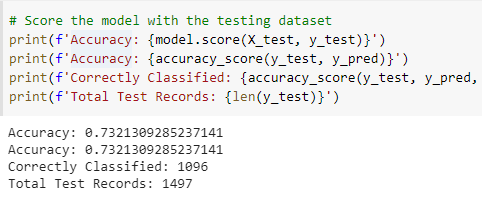 # Score the model with the testing dataset
print(f'Accuracy: {model.score(X_test, y_test)}')
print(f'Accuracy: {accuracy_score(y_test, y_pred)}')
print(f'Correctly Classified: {accuracy_score(y_test, y_pred,
print(f'Total Test Records: {len(y_test)}')
Accuracy: 0.7321309285237141
Accuracy: 0.7321309285237141
Correctly Classified: 1096
Total Test Records: 1497